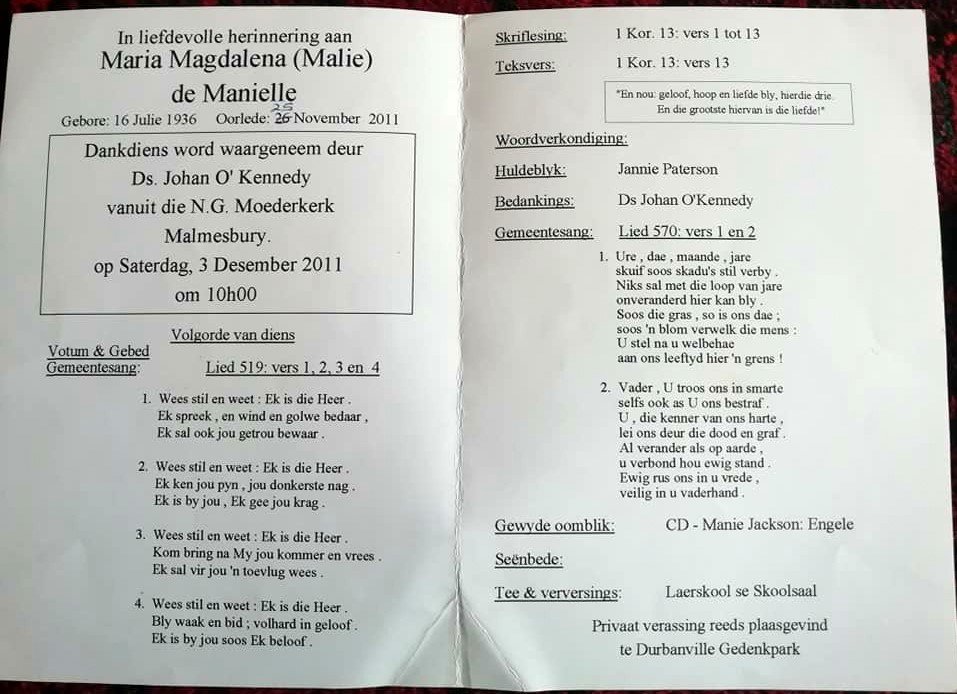 In liefdevolle herinnering aan
Maria Magdalena (Malie)
de Manielle
Gebore: 16 Julie 1936 Oorlede: 26 25 November 2011
Dankdiens word waargeneem deur
Ds. Johan O' Kennedy
vanuit die N.G. Moederkerk
Malmesbury.
op Saterdag, 3 Desember 2011
om 10h00
Volgorde van diens
Votum & Gebed
Gemeentesang: Lied 519: vers 1, 2, 3 en 4
1. Wees stil en weet : Ek is die Heer .
Ek spreek , en wind en golwe bedaar ,
Ek sal ook jou getrou bewaar .
2. Wees stil en weet : Ek is die Heer .
Ek ken jou pyn , jou donkerste nag .
Ek is by jou , Ek gee jou krag .
3. Wees stil en weet : Ek is die Heer .
Kom bring na My jou kommer en vrees .
Ek sal vir jou 'n toevlug wees .
4. Wees stil en weet : Ek is die Heer .
Bly waak en bid ; volhard in geloof .
Ek is by jou soos Ek beloof .
Skriflesing: 1 Kor. 13: vers 1 tot 13
Teksvers: 1 Kor. 13: vers 13
"En nou: geloof, hoop en liefde bly, hierdie drie.
En die grootste hiervan is die liefde!"
Woordverkondiging:
Huldeblyk: Jannie Paterson
Bedankings: Ds Johan O'Kennedy
Gemeentesang: Lied 570: vers 1 en 2
1. Ure , dae , maande , jare
skuif soos skadu's stil verby .
Niks sal met die loop van jare
onveranderd hier kan bly .
Soos die gras , so is ons dae ;
soos 'n blom verwelk die mens :
U stel na u welbehae
aan ons leeftyd hier 'n grens !
2. Vader , U troos ons in smarte
selfs ook as U ons bestraf .
U , die kenner van ons harte ,
lei ons deur die dood en graf .
Al verander als op aarde ,
u verbond hou ewig stand .
Ewig rus ons in u vrede ,
veilig in u vaderhand .
Gewyde oomblik: CD - Manie Jackson: Engele
Seënbede:
Tee & verversings: Laerskool se Skoolsaal
Privaat verassing reeds plaasgevind
te Durbanville Gedenkpark